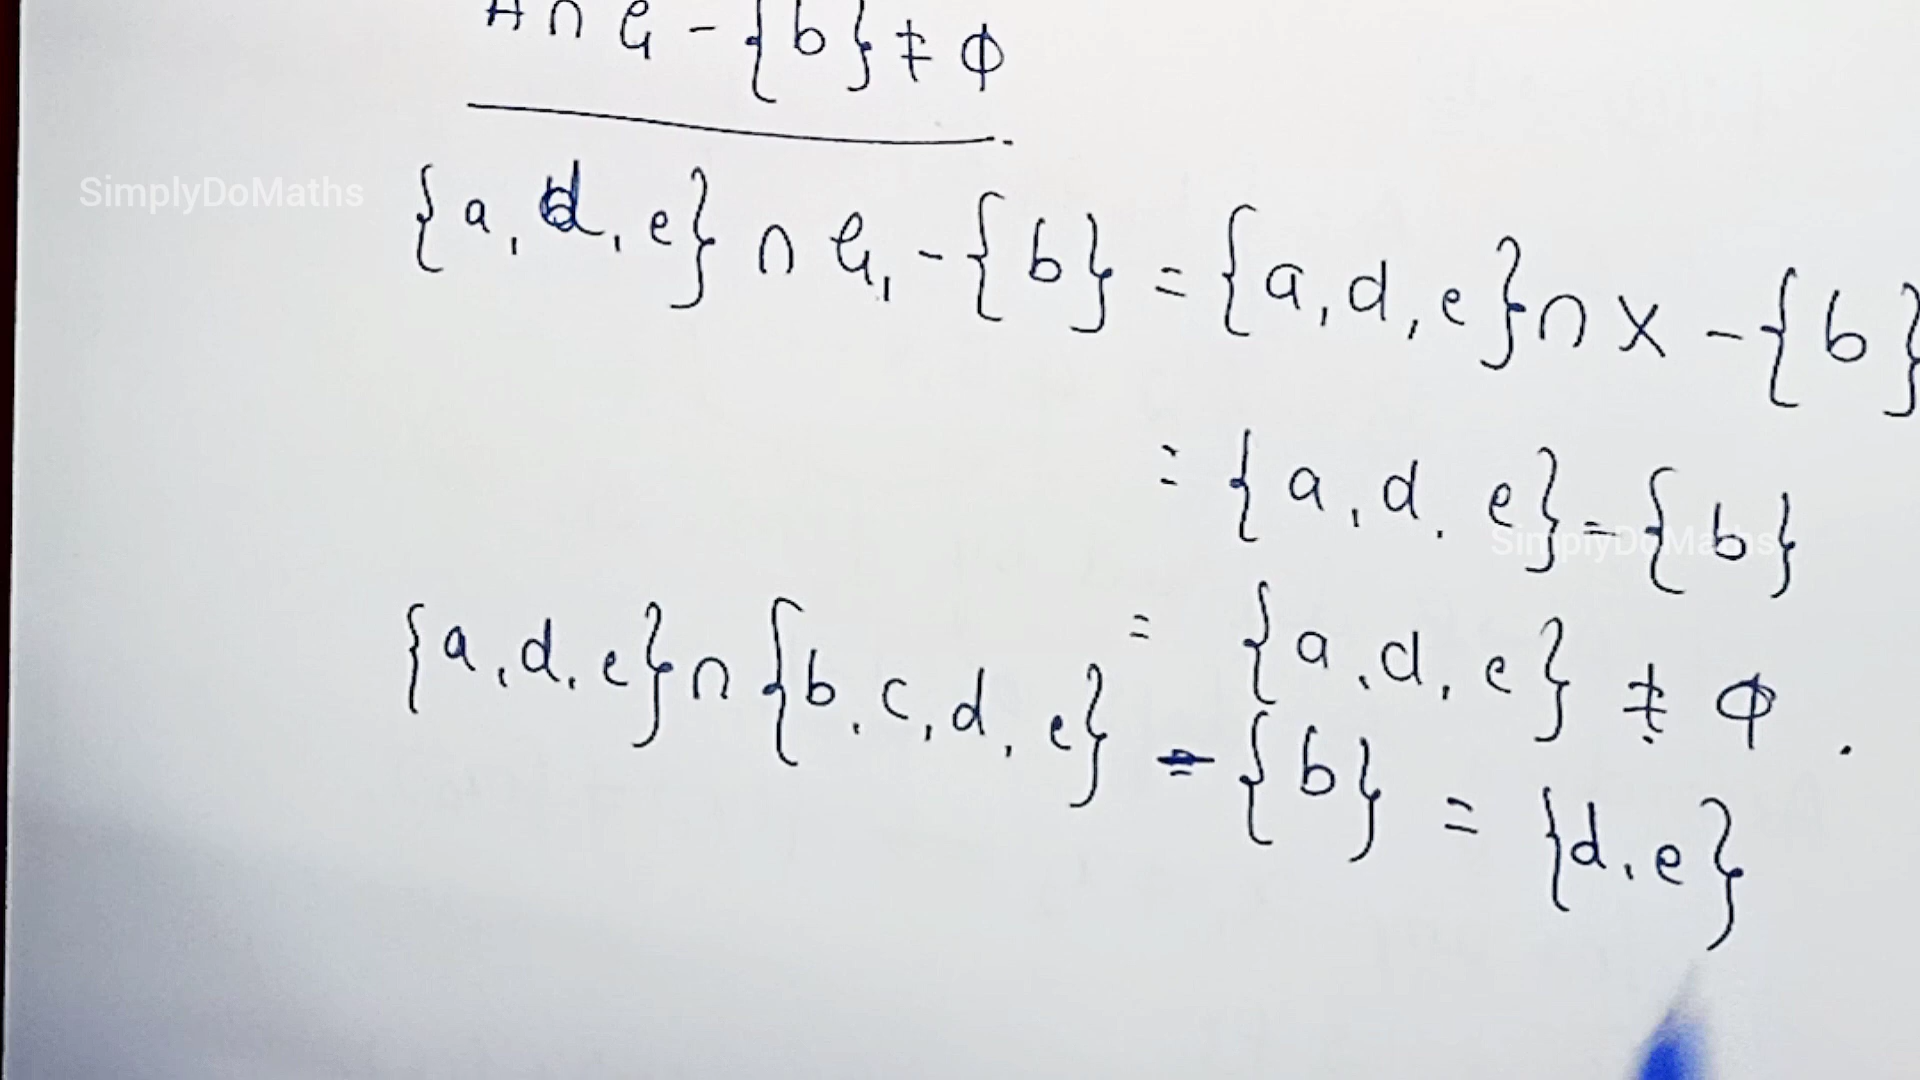 A ∩ G - {b} ≠ ϕ
SimplyDoMaths
{a, d, e} ∩ G₁ - {b} = {a, d, e} ∩ X - {b}
= {a, d, e} - {b}
SimplyDoMaths
= {a, d, e} ≠ ϕ.
{a, d, e} ∩ {b, c, d, e} - {b} = {d, e}